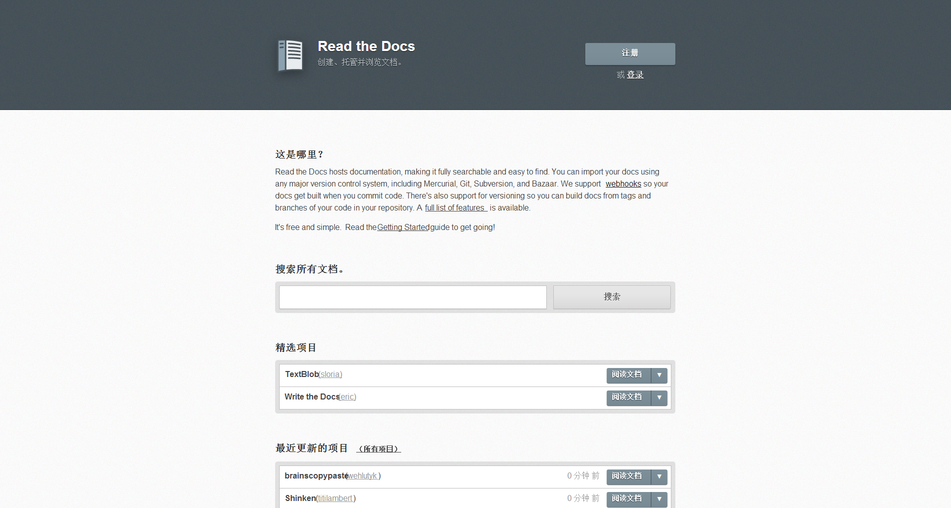 Read the Docs
创建、托管并浏览文档。
注册
或 登录
这是哪里？
Read the Docs hosts documentation, making it fully searchable and easy to find. You can import your docs using
any major version control system, including Mercurial, Git, Subversion, and Bazaar. We support webhooks so your
docs get built when you commit code. There's also support for versioning so you can build docs from tags and
branches of your code in your repository. A full list of features is available.
It's free and simple. Read the Getting Started guide to get going!
搜索所有文档。
搜索
精选项目
TextBlob (sloria) 阅读文档 ▼
Write the Docs (eric) 阅读文档 ▼
最近更新的项目 （所有项目）
brainscopypaste (wehlutyk) 0 分钟 前 阅读文档 ▼
Shinken (titilambert) 0 分钟 前 阅读文档 ▼